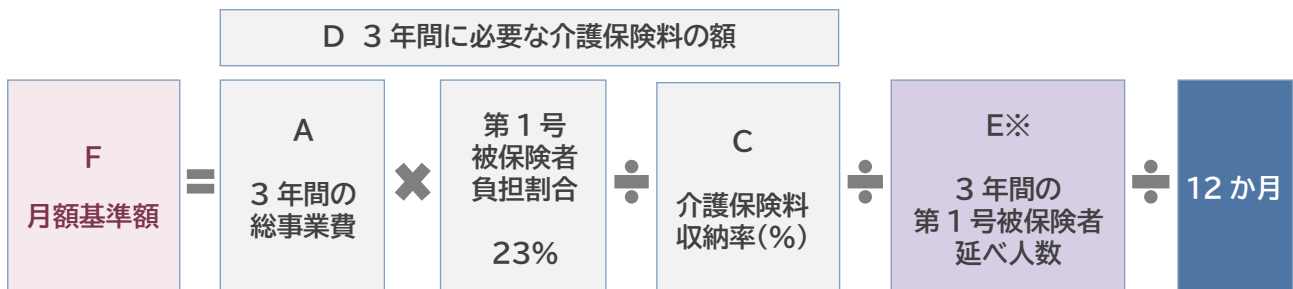 D 3年間に必要な介護保険料の額
F
月額基準額
=
A
3年間の
総事業費
×
第1号
被保険者
負担割合
23%
÷
C
介護保険料
収納率(%)
÷
E※
3年間の
第1号被保険者
延べ人数
÷
12か月